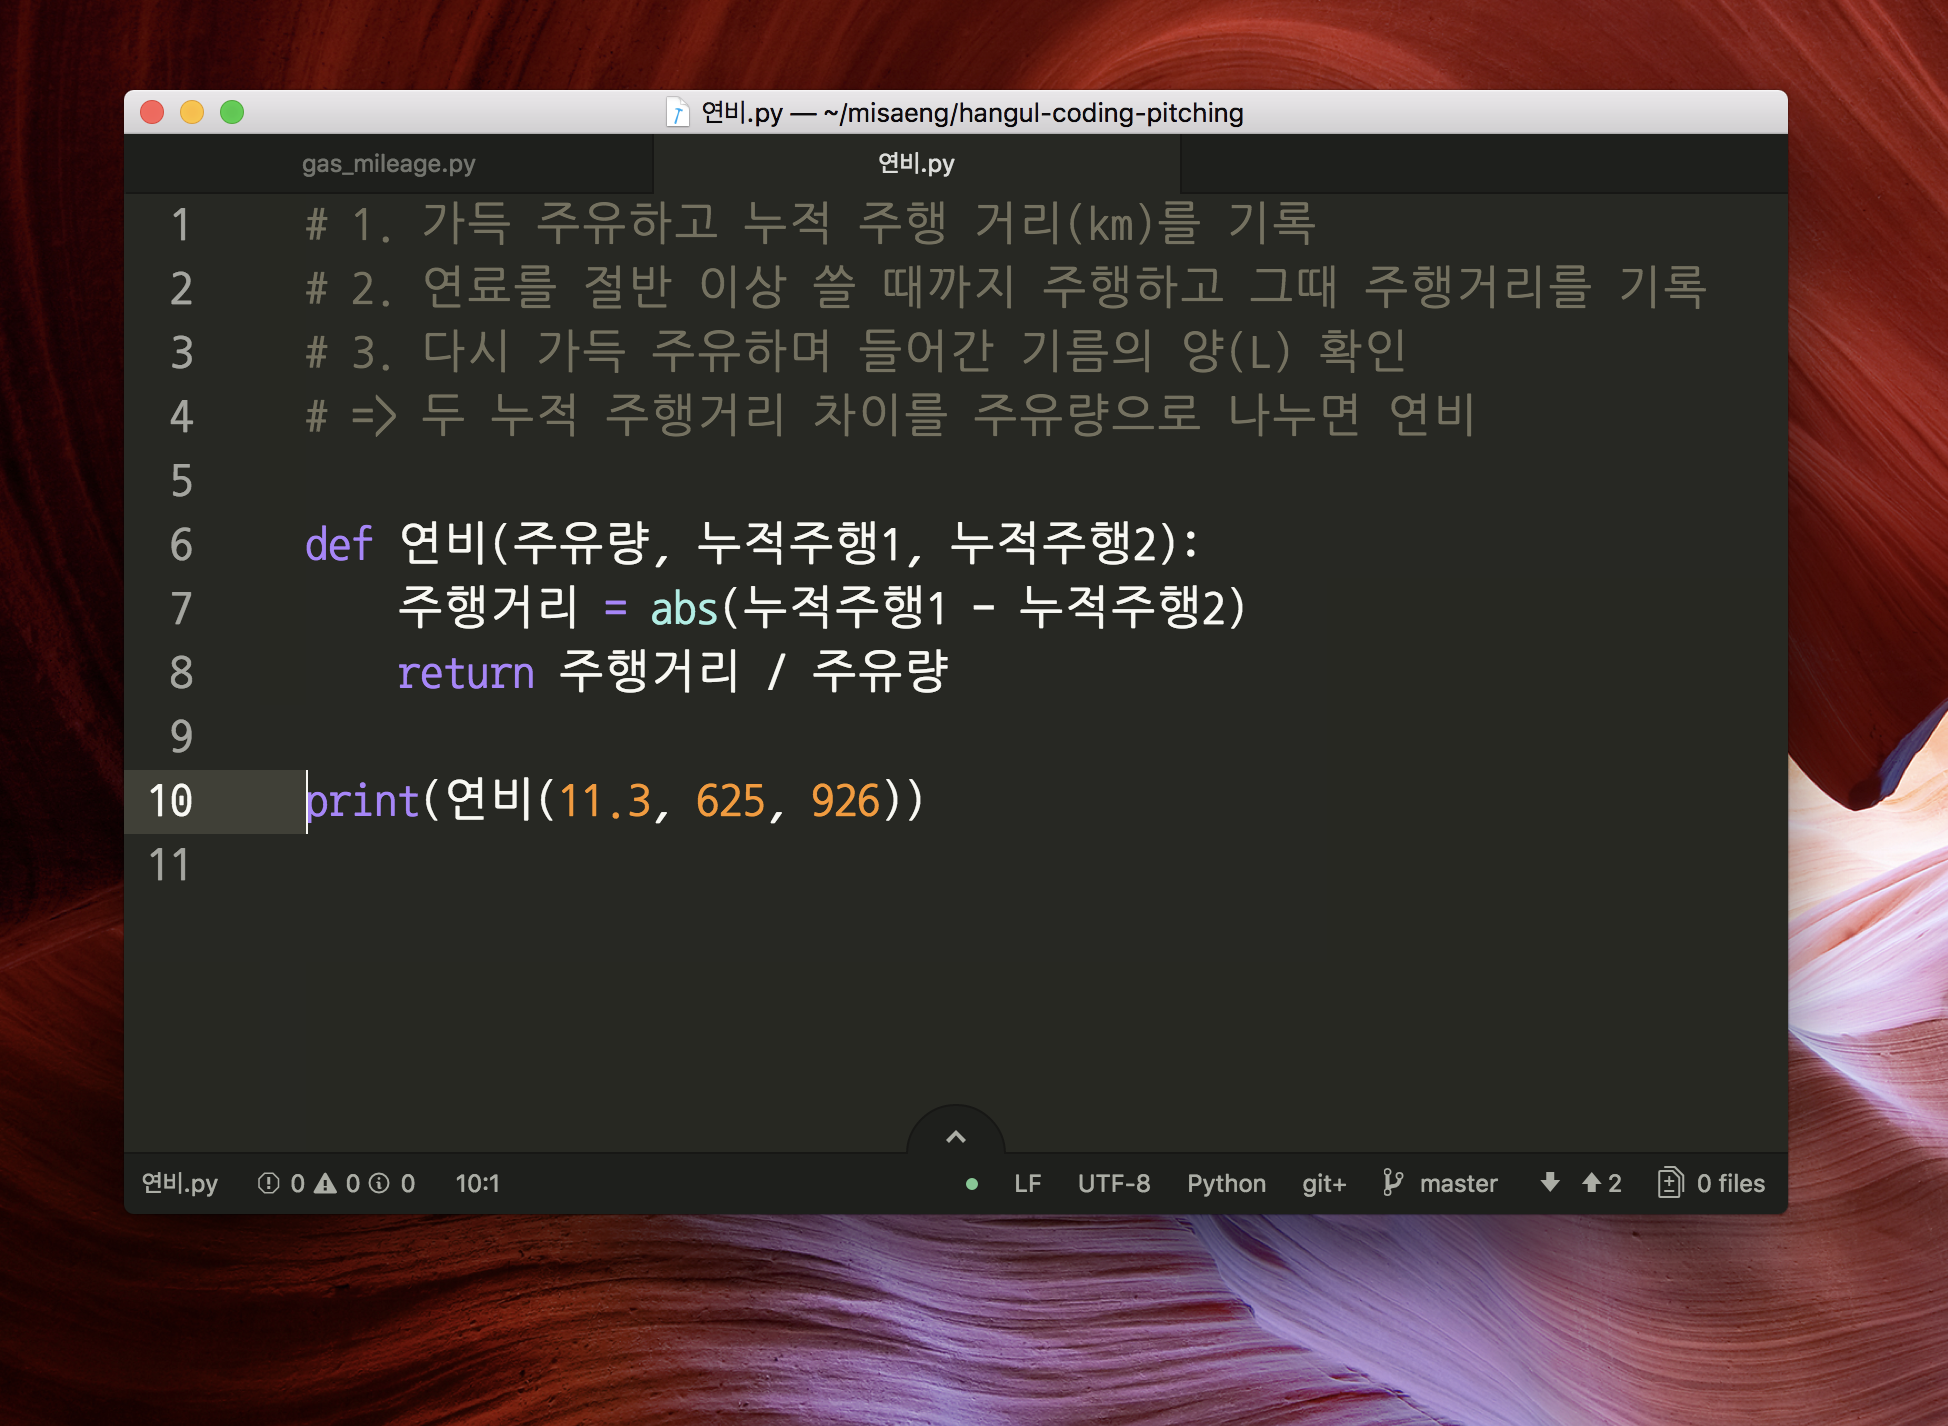 연비.py — ~/misaeng/hangul-coding-pitching
gas_mileage.py 연비.py
1 # 1. 가득 주유하고 누적 주행 거리(km)를 기록
2 # 2. 연료를 절반 이상 쓸 때까지 주행하고 그때 주행거리를 기록
3 # 3. 다시 가득 주유하며 들어간 기름의 양(L) 확인
4 # => 두 누적 주행거리 차이를 주유량으로 나누면 연비
5
6 def 연비(주유량, 누적주행1, 누적주행2):
7     주행거리 = abs(누적주행1 - 누적주행2)
8     return 주행거리 / 주유량
9
10 print(연비(11.3, 625, 926))
11
연비.py 0 0 0 10:1 LF UTF-8 Python git+ master 2 0 files